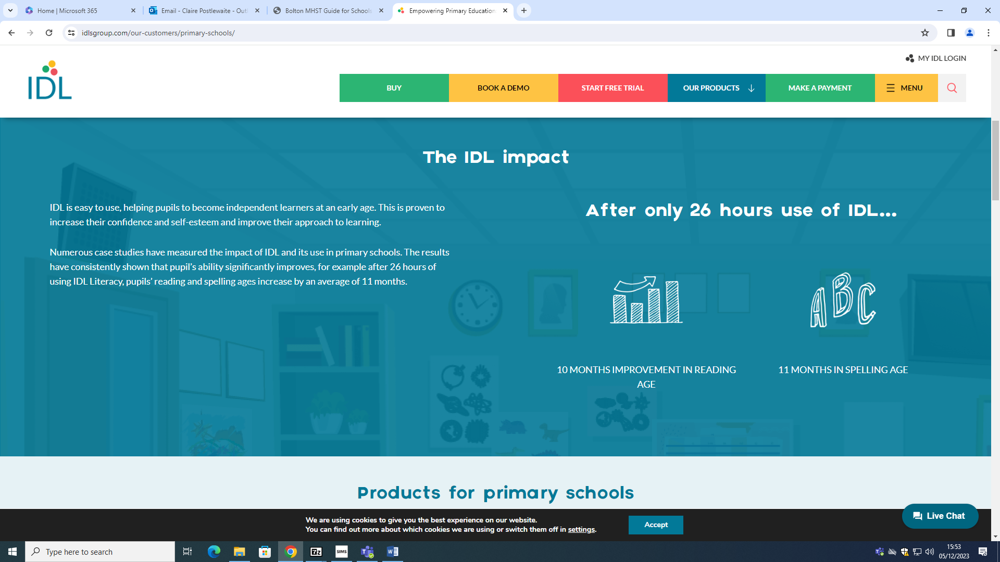 Home | Microsoft 365
Email - Claire Postlewaite - Out
Bolton MHST Guide for Schools
Empowering Primary Education
idlsgroup.com/our-customers/primary-schools/
MY IDL LOGIN
IDL
BUY
BOOK A DEMO
START FREE TRIAL
OUR PRODUCTS
MAKE A PAYMENT
MENU
The IDL impact
IDL is easy to use, helping pupils to become independent learners at an early age. This is proven to
increase their confidence and self-esteem and improve their approach to learning.
Numerous case studies have measured the impact of IDL and its use in primary schools. The results
have consistently shown that pupil's ability significantly improves, for example after 26 hours of
using IDL Literacy, pupils' reading and spelling ages increase by an average of 11 months.
After only 26 hours use of IDL...
ABC
10 MONTHS IMPROVEMENT IN READING
AGE
11 MONTHS IN SPELLING AGE
Products for primary schools
We are using cookies to give you the best experience on our website.
You can find out more about which cookies we are using or switch them off in settings.
Accept
Live Chat
Type here to search
7z
SIMS
15:53
05/12/2023